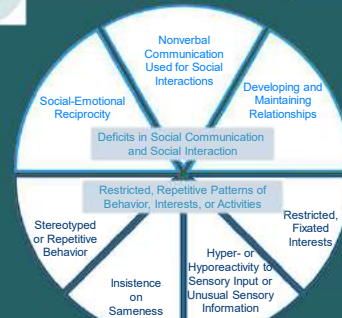 Nonverbal
Communication
Used for Social
Interactions
Social-Emotional
Reciprocity
Developing and
Maintaining
Relationships
Deficits in Social Communication
and Social Interaction
Restricted, Repetitive Patterns of
Behavior, Interests, or Activities
Stereotyped
or Repetitive
Behavior
Insistence
on
Sameness
Hyper- or
Hyporeactivity to
Sensory Input or
Unusual Sensory
Information
Restricted,
Fixated
Interests